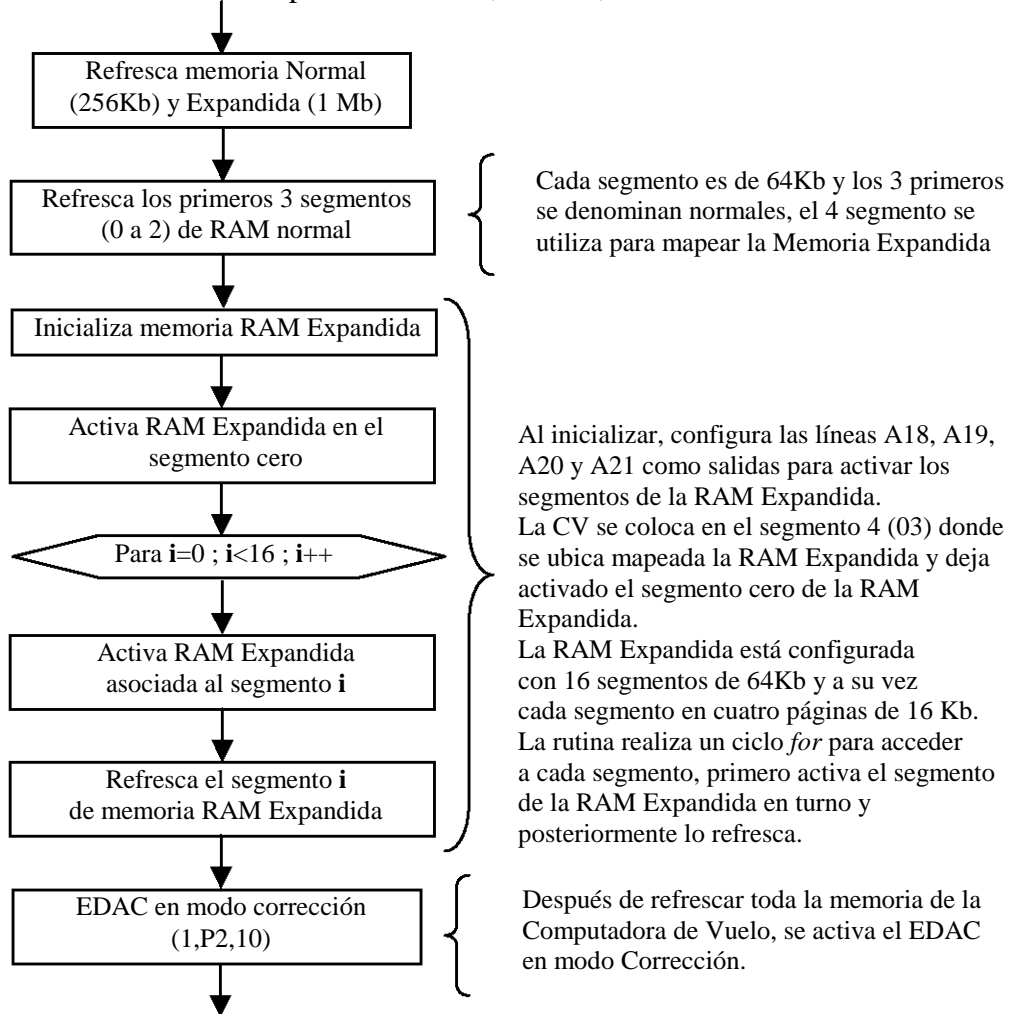 Refresca memoria Normal
(256Kb) y Expandida (1 Mb)
Refresca los primeros 3 segmentos
(0 a 2) de RAM normal
Cada segmento es de 64Kb y los 3 primeros
se denominan normales, el 4 segmento se
utiliza para mapear la Memoria Expandida
Inicializa memoria RAM Expandida
Activa RAM Expandida en el
segmento cero
Para i=0 ; i<16 ; i++
Activa RAM Expandida
asociada al segmento i
Refresca el segmento i
de memoria RAM Expandida
Al inicializar, configura las líneas A18, A19,
A20 y A21 como salidas para activar los
segmentos de la RAM Expandida.
La CV se coloca en el segmento 4 (03) donde
se ubica mapeada la RAM Expandida y deja
activado el segmento cero de la RAM
Expandida.
La RAM Expandida está configurada
con 16 segmentos de 64Kb y a su vez
cada segmento en cuatro páginas de 16 Kb.
La rutina realiza un ciclo for para acceder
a cada segmento, primero activa el segmento
de la RAM Expandida en turno y
posteriormente lo refresca.
EDAC en modo corrección
(1,P2,10)
Después de refrescar toda la memoria de la
Computadora de Vuelo, se activa el EDAC
en modo Corrección.